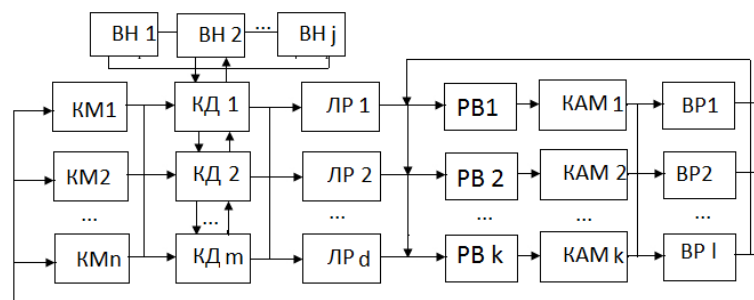 ВН 1 ВН 2 ... ВН j
КМ1 КД 1 ЛР 1 РВ1 КАМ 1 ВР1
КМ2 КД 2 ЛР 2 РВ 2 КАМ 2 ВР2
... ... ... ... ... ...
КМn КД m ЛР d РВ k КАМ k ВР l